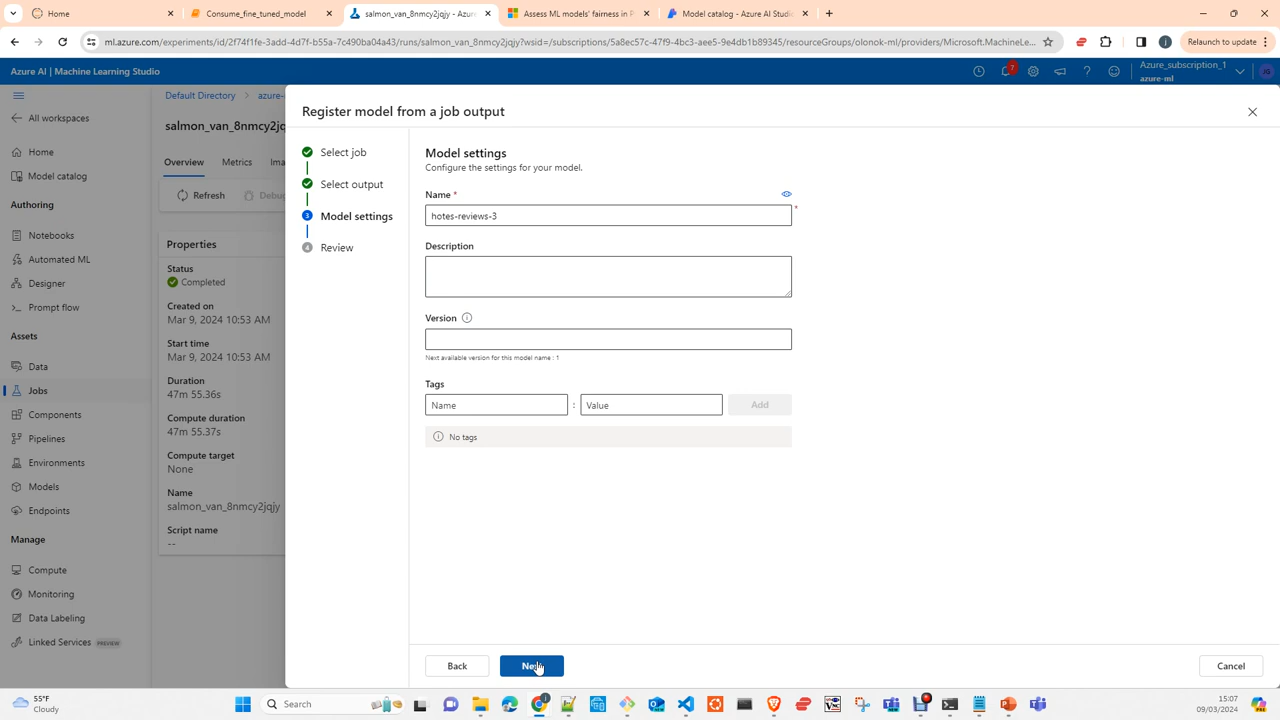 Home
Consume_fine_tuned_model
salmon_van_8nmcy2jqjy - Azure
Assess ML models' fairness in P
Model catalog - Azure AI Studio
ml.azure.com/experiments/id/2f74f1fe-3add-4d7f-b55a-7c490ba04a43/runs/salmon_van_8nmcy2jqjy?wsid=/subscriptions/5a8ec57c-47f9-4bc3-aee5-9e4db1b89345/resourceGroups/olonok-ml/providers/Microsoft.MachineLe...
Relaunch to update
Azure AI | Machine Learning Studio
7
Azure_subscription_1
azure-ml
JG
Default Directory > azure-
All workspaces
salmon_van_8nmcy2jq
Home
Model catalog
Overview Metrics Ima
Refresh Debug
Authoring
Notebooks
Automated ML
Designer
Prompt flow
Assets
Data
Jobs
Components
Pipelines
Environments
Models
Endpoints
Manage
Compute
Monitoring
Data Labeling
Linked Services PREVIEW
Properties
Status
Completed
Created on
Mar 9, 2024 10:53 AM
Start time
Mar 9, 2024 10:53 AM
Duration
47m 55.36s
Compute duration
47m 55.37s
Compute target
None
Name
salmon_van_8nmcy2jqjy
Script name
--
Register model from a job output
Select job
Select output
3 Model settings
4 Review
Model settings
Configure the settings for your model.
Name *
hotes-reviews-3
*
Description
Version
Next available version for this model name : 1
Tags
Name : Value Add
No tags
Back
Cancel
55°F
Cloudy
Search
15:07
09/03/2024